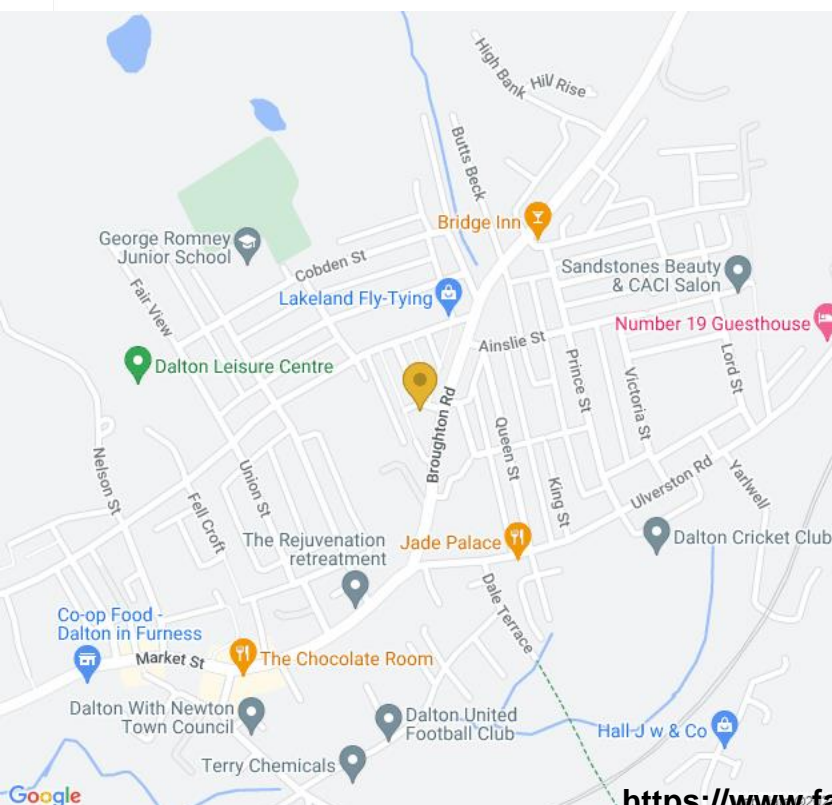 High Bank
Hill Rise
Butts Beck
Bridge Inn
George Romney
Junior School
Cobden St
Sandstones Beauty
& CACI Salon
Fair View
Lakeland Fly-Tying
Number 19 Guesthouse
Ainslie St
Dalton Leisure Centre
Prince St
Lord St
Victoria St
Broughton Rd
Queen St
Nelson St
Union St
King St
Ulverston Rd
Yarlwell
Fell Croft
The Rejuvenation
retreatment
Jade Palace
Dalton Cricket Club
Dale Terrace
Co-op Food -
Dalton in Furness
Market St
The Chocolate Room
Dalton With Newton
Town Council
Dalton United
Football Club
Hall J w & Co
Terry Chemicals
Google
https://www.fa